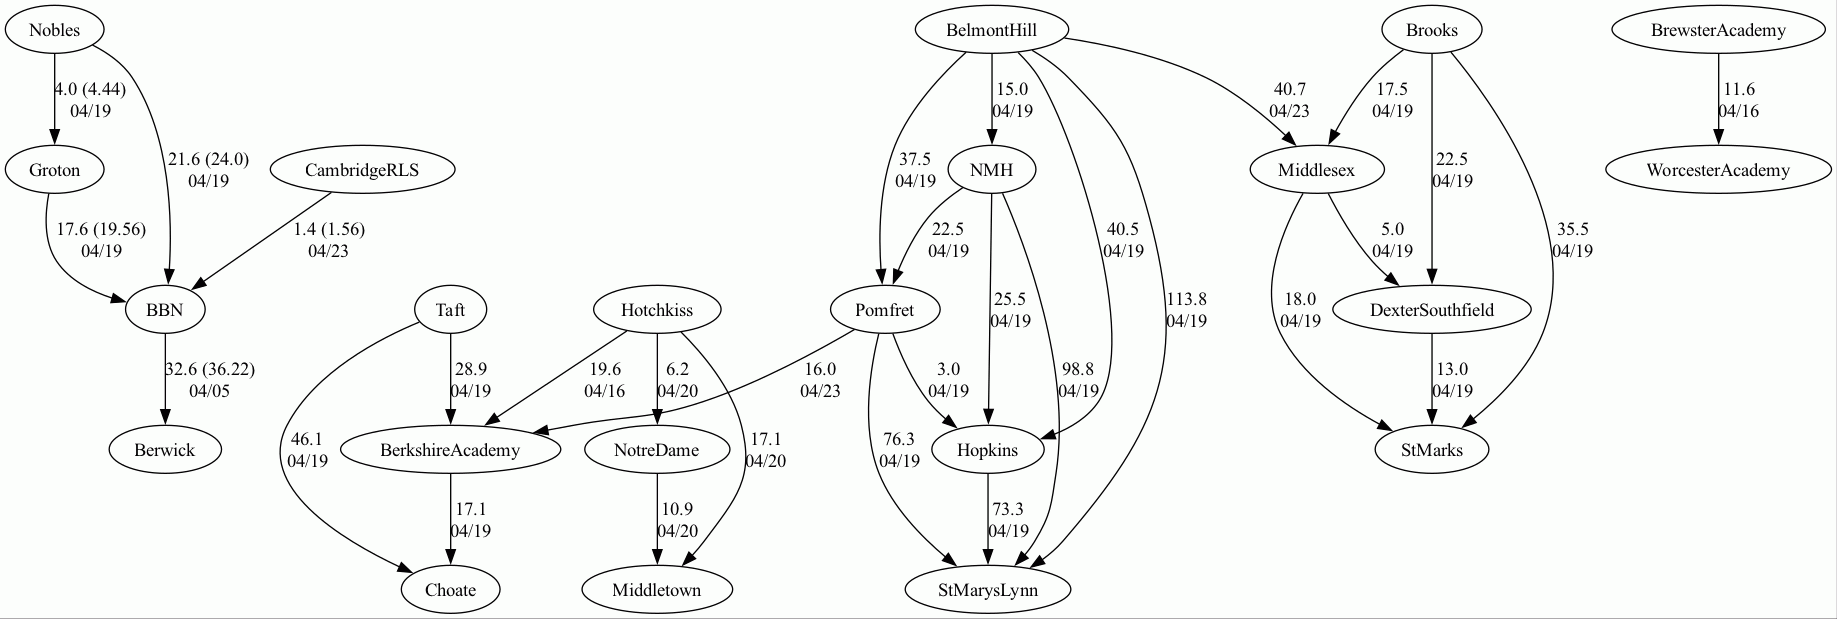 Nobles
BelmontHill
Brooks
BrewsterAcademy
4.0 (4.44)
04/19
15.0
04/19
40.7
04/23
17.5
04/19
11.6
04/16
21.6 (24.0)
04/19
37.5
04/19
22.5
04/19
Groton
CambridgeRLS
NMH
Middlesex
WorcesterAcademy
17.6 (19.56)
04/19
1.4 (1.56)
04/23
22.5
04/19
40.5
04/19
5.0
04/19
35.5
04/19
BBN
Taft
Hotchkiss
Pomfret
25.5
04/19
113.8
04/19
18.0
04/19
DexterSouthfield
32.6 (36.22)
04/05
28.9
04/19
19.6
04/16
6.2
04/20
16.0
04/23
3.0
04/19
98.8
04/19
13.0
04/19
Berwick
46.1
04/19
BerkshireAcademy
NotreDame
17.1
04/20
76.3
04/19
Hopkins
StMarks
17.1
04/19
10.9
04/20
73.3
04/19
Choate
Middletown
StMarysLynn